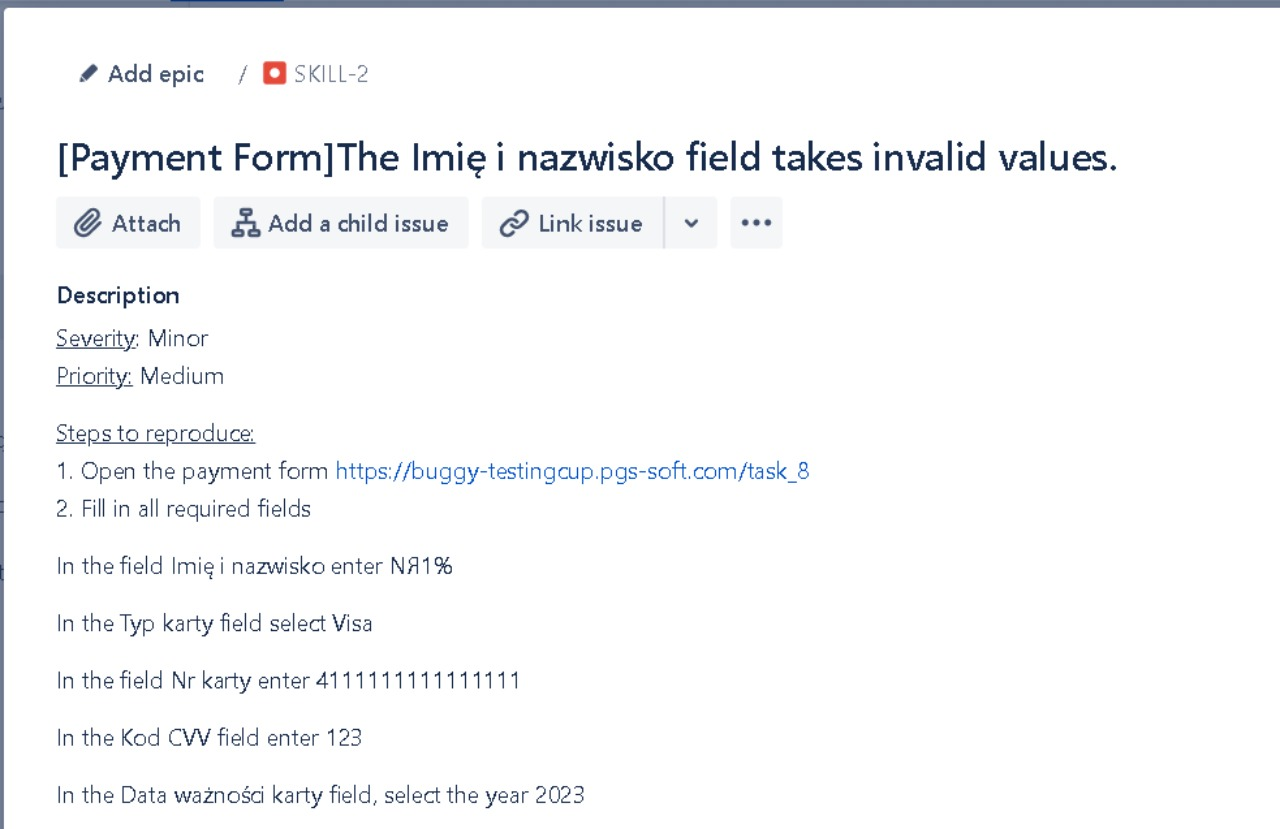 Add epic / SKILL-2
[Payment Form]The Imię i nazwisko field takes invalid values.
Attach Add a child issue Link issue
Description
Severity: Minor
Priority: Medium
Steps to reproduce:
1. Open the payment form https://buggy-testingcup.pgs-soft.com/task_8
2. Fill in all required fields
In the field Imię i nazwisko enter NЯ1%
In the Typ karty field select Visa
In the field Nr karty enter 4111111111111111
In the Kod CVV field enter 123
In the Data ważności karty field, select the year 2023